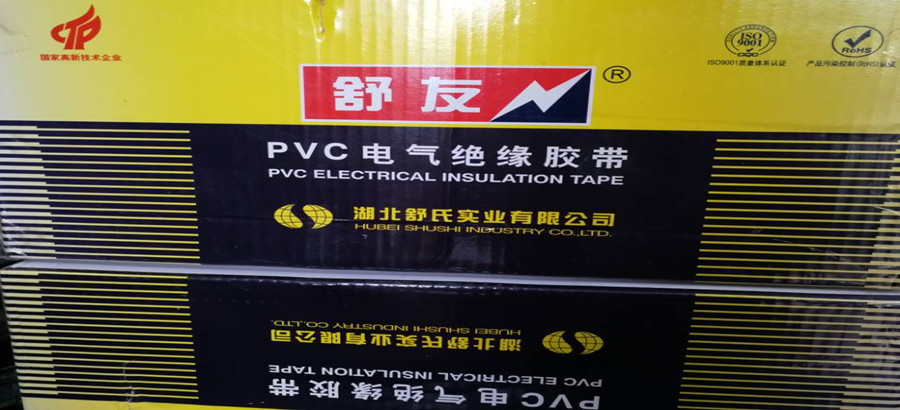 CTP
国家高新技术企业
ISO
9001
ISO9001质量体系认证
RoHS
产品污染控制(RoHS)认证
舒友®
PVC电气绝缘胶带
PVC ELECTRICAL INSULATION TAPE
湖北舒氏实业有限公司
HUBEI SHUSHI INDUSTRY CO.,LTD.
HUBEI SHUSHI INDUSTRY CO.,LTD.
湖北舒氏实业有限公司
PVC ELECTRICAL INSULATION TAPE
PVC电气绝缘胶带